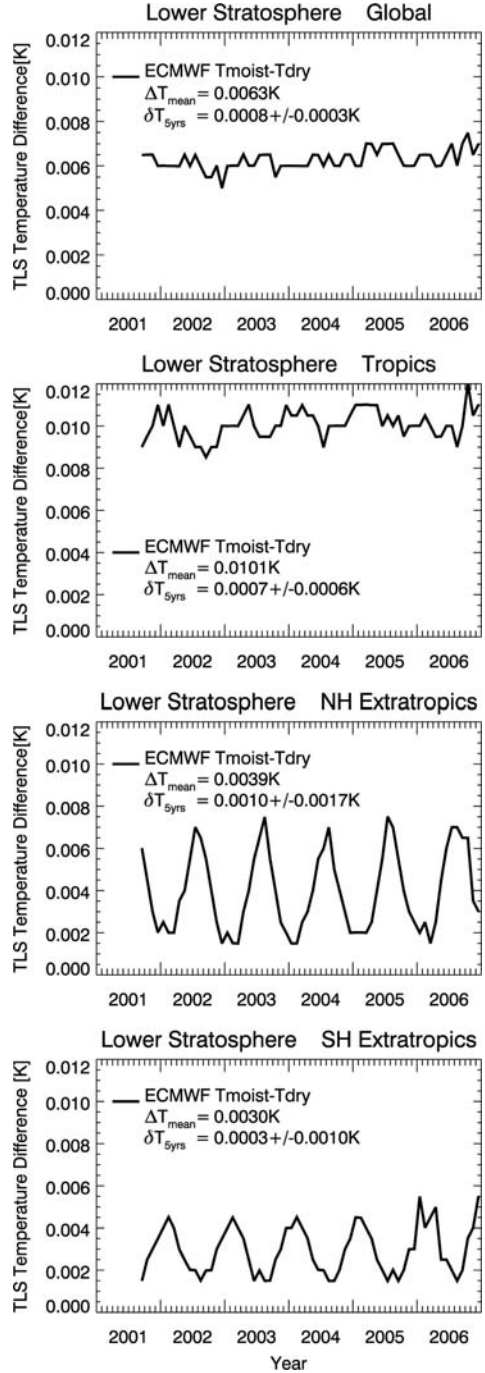 Lower Stratosphere Global
TLS Temperature Difference[K]
0.012
0.010
0.008
0.006
0.004
0.002
0.000
ECMWF Tmoist-Tdry
ΔTmean = 0.0063K
δT5yrs = 0.0008+/-0.0003K
2001 2002 2003 2004 2005 2006
Lower Stratosphere Tropics
TLS Temperature Difference[K]
0.012
0.010
0.008
0.006
0.004
0.002
0.000
ECMWF Tmoist-Tdry
ΔTmean = 0.0101K
δT5yrs = 0.0007+/-0.0006K
2001 2002 2003 2004 2005 2006
Lower Stratosphere NH Extratropics
TLS Temperature Difference[K]
0.012
0.010
0.008
0.006
0.004
0.002
0.000
ECMWF Tmoist-Tdry
ΔTmean = 0.0039K
δT5yrs = 0.0010+/-0.0017K
2001 2002 2003 2004 2005 2006
Lower Stratosphere SH Extratropics
TLS Temperature Difference [K]
0.012
0.010
0.008
0.006
0.004
0.002
0.000
ECMWF Tmoist-Tdry
ΔTmean = 0.0030K
δT5yrs = 0.0003+/-0.0010K
2001 2002 2003 2004 2005 2006
Year